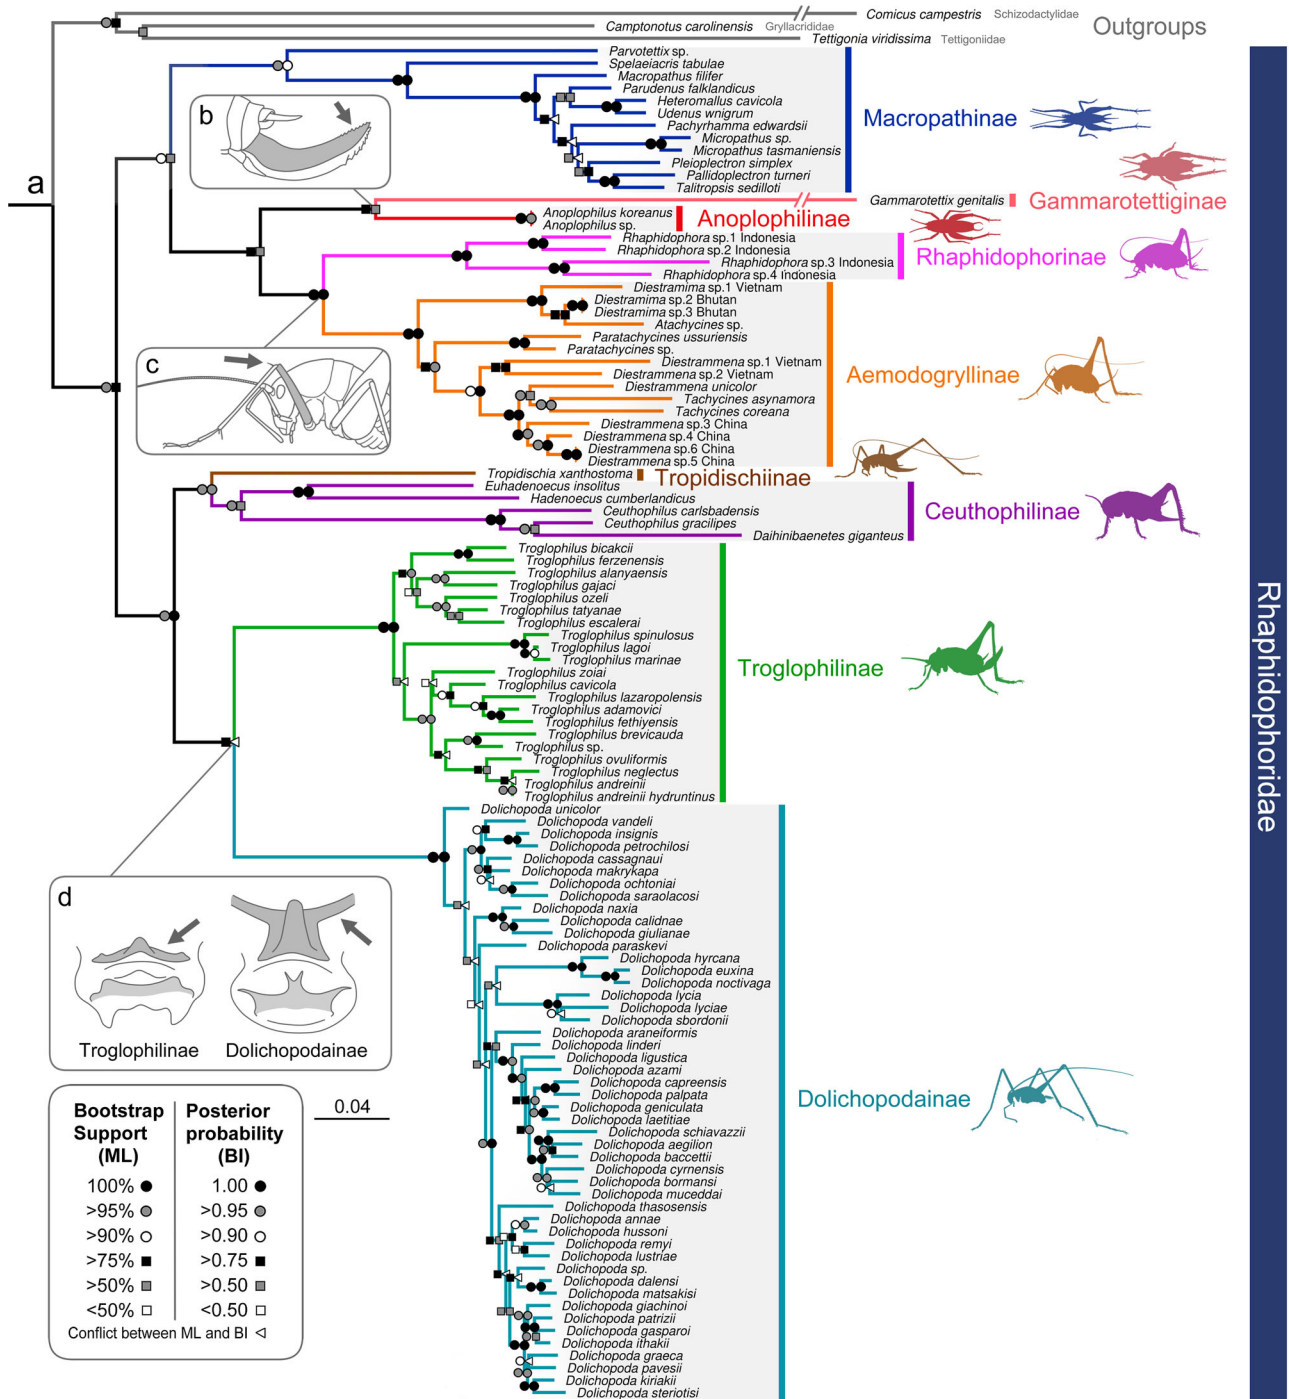 Comicus campestris Schizodactylidae
Camptonotus carolinensis Gryllacrididae
Outgroups
Tettigonia viridissima Tettigoniidae
a
Parvotettix sp.
Spelaeiacris tabulae
Macropathus filifer
Parudenus falklandicus
Heteromallus cavicola
Udenus wnigrum
Macropathinae
Pachyrhamma edwardsii
Micropathus sp.
Micropathus tasmaniensis
Pleioplectron simplex
Pallidoplectron turneri
Talitropsis sedilloti
b
Gammarotettix genitalis
Gammarotettiginae
Anoplophilus koreanus
Anoplophilus sp.
Anoplophilinae
Rhaphidophora sp.1 Indonesia
Rhaphidophora sp.2 Indonesia
Rhaphidophora sp.3 Indonesia
Rhaphidophora sp.4 Indonesia
Rhaphidophorinae
Diestramima sp.1 Vietnam
Diestramima sp.2 Bhutan
Diestramima sp.3 Bhutan
Atachycines sp.
Paratachycines ussuriensis
Paratachycines sp.
c
Diestrammena sp.1 Vietnam
Diestrammena sp.2 Vietnam
Aemodogryllinae
Diestrammena unicolor
Tachycines asynamora
Tachycines coreana
Diestrammena sp.3 China
Diestrammena sp.4 China
Diestrammena sp.6 China
Diestrammena sp.5 China
Tropidischia xanthostoma
Tropidischiinae
Euhadenoecus insolitus
Hadenoecus cumberlandicus
Ceuthophilus carlsbadensis
Ceuthophilus gracilipes
Daihinibaenetes giganteus
Ceuthophilinae
Troglophilus bicakcii
Troglophilus ferzenensis
Troglophilus alanyaensis
Troglophilus gajaci
Troglophilus ozeli
Troglophilus tatyanae
Troglophilus escalerai
Troglophilus spinulosus
Troglophilus lagoi
Troglophilus marinae
Troglophilinae
Troglophilus zoiai
Troglophilus cavicola
Troglophilus lazaropolensis
Troglophilus adamovici
Troglophilus fethiyensis
Troglophilus brevicauda
Troglophilus sp.
Troglophilus ovuliformis
Troglophilus neglectus
Troglophilus andreinii
Troglophilus andreinii hydruntinus
Rhaphidophoridae
Dolichopoda unicolor
Dolichopoda vandeli
Dolichopoda insignis
Dolichopoda petrochilosi
Dolichopoda cassagnaui
Dolichopoda makrykapa
Dolichopoda ochtoniai
Dolichopoda saraolacosi
Dolichopoda naxia
Dolichopoda calidnae
Dolichopoda giulianae
Dolichopoda paraskevi
Dolichopoda hyrcana
Dolichopoda euxina
Dolichopoda noctivaga
Dolichopoda lycia
Dolichopoda lyciae
Dolichopoda sbordonii
Dolichopoda araneiformis
Dolichopoda linderi
Dolichopoda ligustica
Dolichopoda azami
Dolichopoda capreensis
Dolichopoda palpata
Dolichopoda geniculata
Dolichopoda laetitiae
Dolichopodainae
Dolichopoda schiavazzii
Dolichopoda aegilion
Dolichopoda baccettii
Dolichopoda cyrnensis
Dolichopoda bormansi
Dolichopoda muceddai
Dolichopoda thasosensis
Dolichopoda annae
Dolichopoda hussoni
Dolichopoda remyi
Dolichopoda lustriae
Dolichopoda sp.
Dolichopoda dalensi
Dolichopoda matsakisi
Dolichopoda giachinoi
Dolichopoda patrizii
Dolichopoda gasparoi
Dolichopoda ithakii
Dolichopoda graeca
Dolichopoda pavesii
Dolichopoda kiriakii
Dolichopoda steriotisi
d
Troglophilinae Dolichopodainae
0.04
Bootstrap Support (ML)
Posterior probability (BI)
100% 1.00
>95% >0.95
>90% >0.90
>75% >0.75
>50% >0.50
<50% <0.50
Conflict between ML and BI